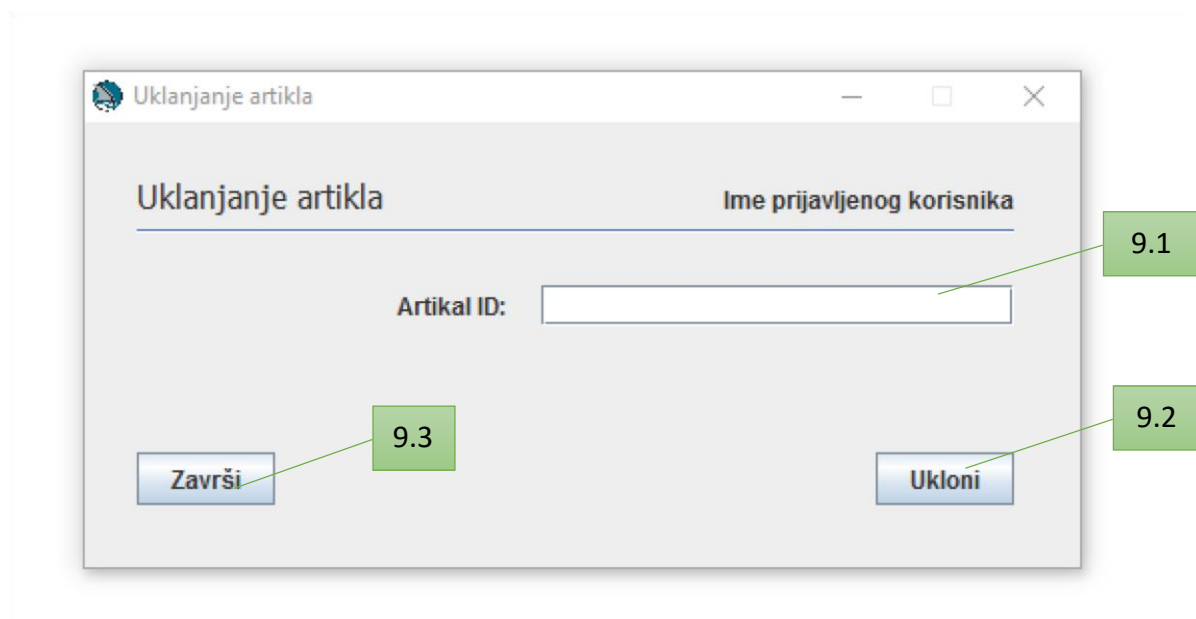 Uklanjanje artikla
Uklanjanje artikla
Ime prijavljenog korisnika
9.1
Artikal ID:
9.2
9.3
Završi
Ukloni